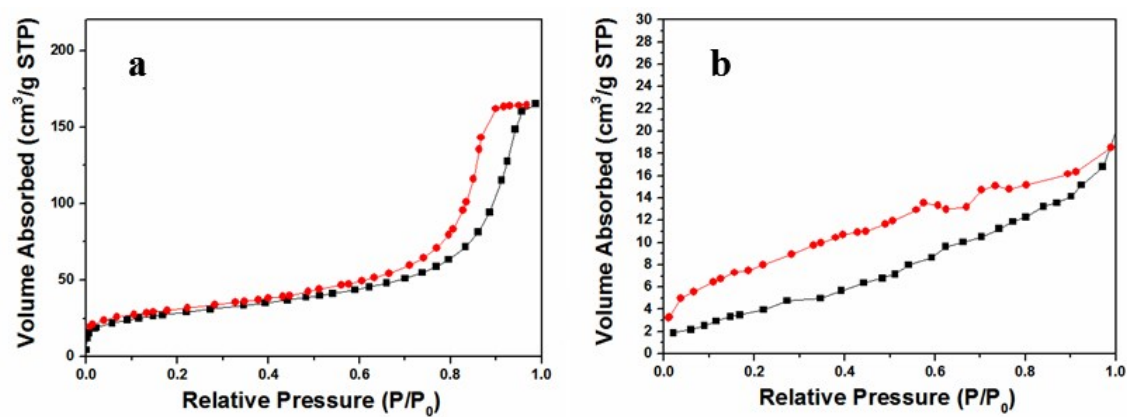 a
Volume Absorbed (cm³/g STP)
200
150
100
50
0
0.0 0.2 0.4 0.6 0.8 1.0
Relative Pressure (P/P₀)
b
Volume Absorbed (cm³/g STP)
30
28
26
24
22
20
18
16
14
12
10
8
6
4
2
0
0.0 0.2 0.4 0.6 0.8 1.0
Relative Pressure (P/P₀)